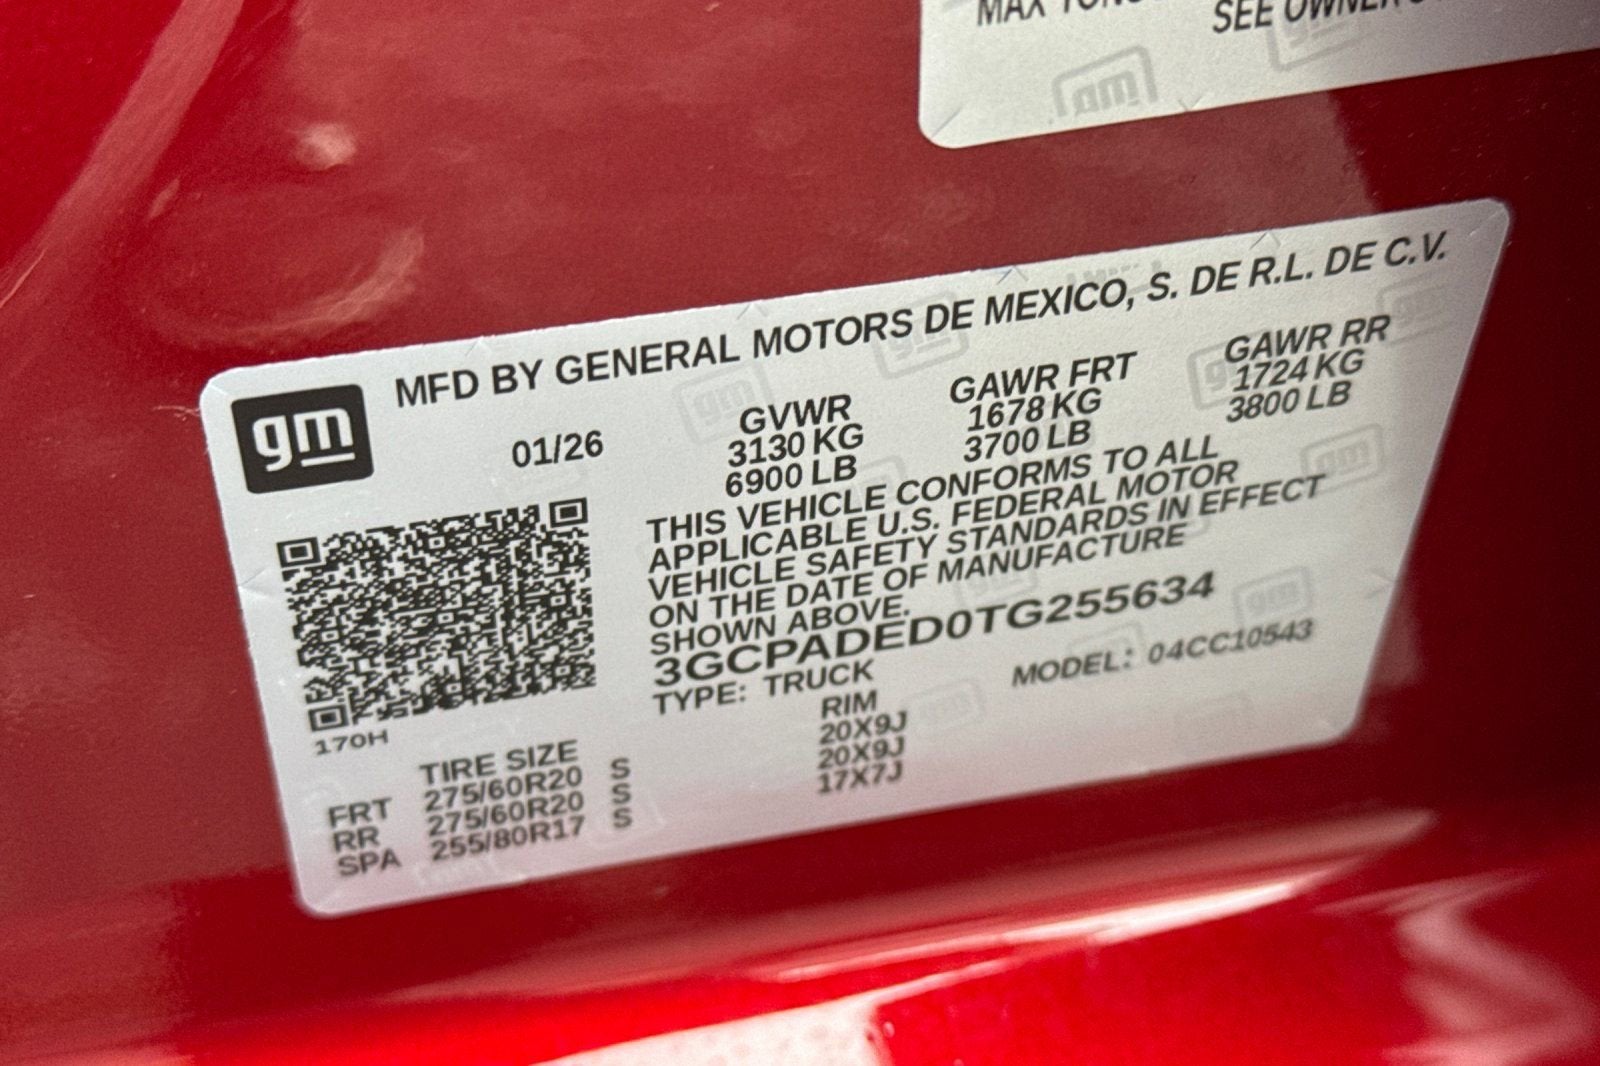 MAX
SEE OWNER'S
gm
MFD BY GENERAL MOTORS DE MEXICO, S. DE R.L. DE C.V.
gm
01/26
GVWR GAWR FRT GAWR RR
3130 KG 1678 KG 1724 KG
6900 LB 3700 LB 3800 LB
THIS VEHICLE CONFORMS TO ALL
APPLICABLE U.S. FEDERAL MOTOR
VEHICLE SAFETY STANDARDS IN EFFECT
ON THE DATE OF MANUFACTURE
SHOWN ABOVE.
3GCPADED0TG255634
TYPE: TRUCK MODEL: 04CC10543
170H
TIRE SIZE RIM
FRT 275/60R20 S 20X9J
RR 275/60R20 S 20X9J
SPA 255/80R17 S 17X7J